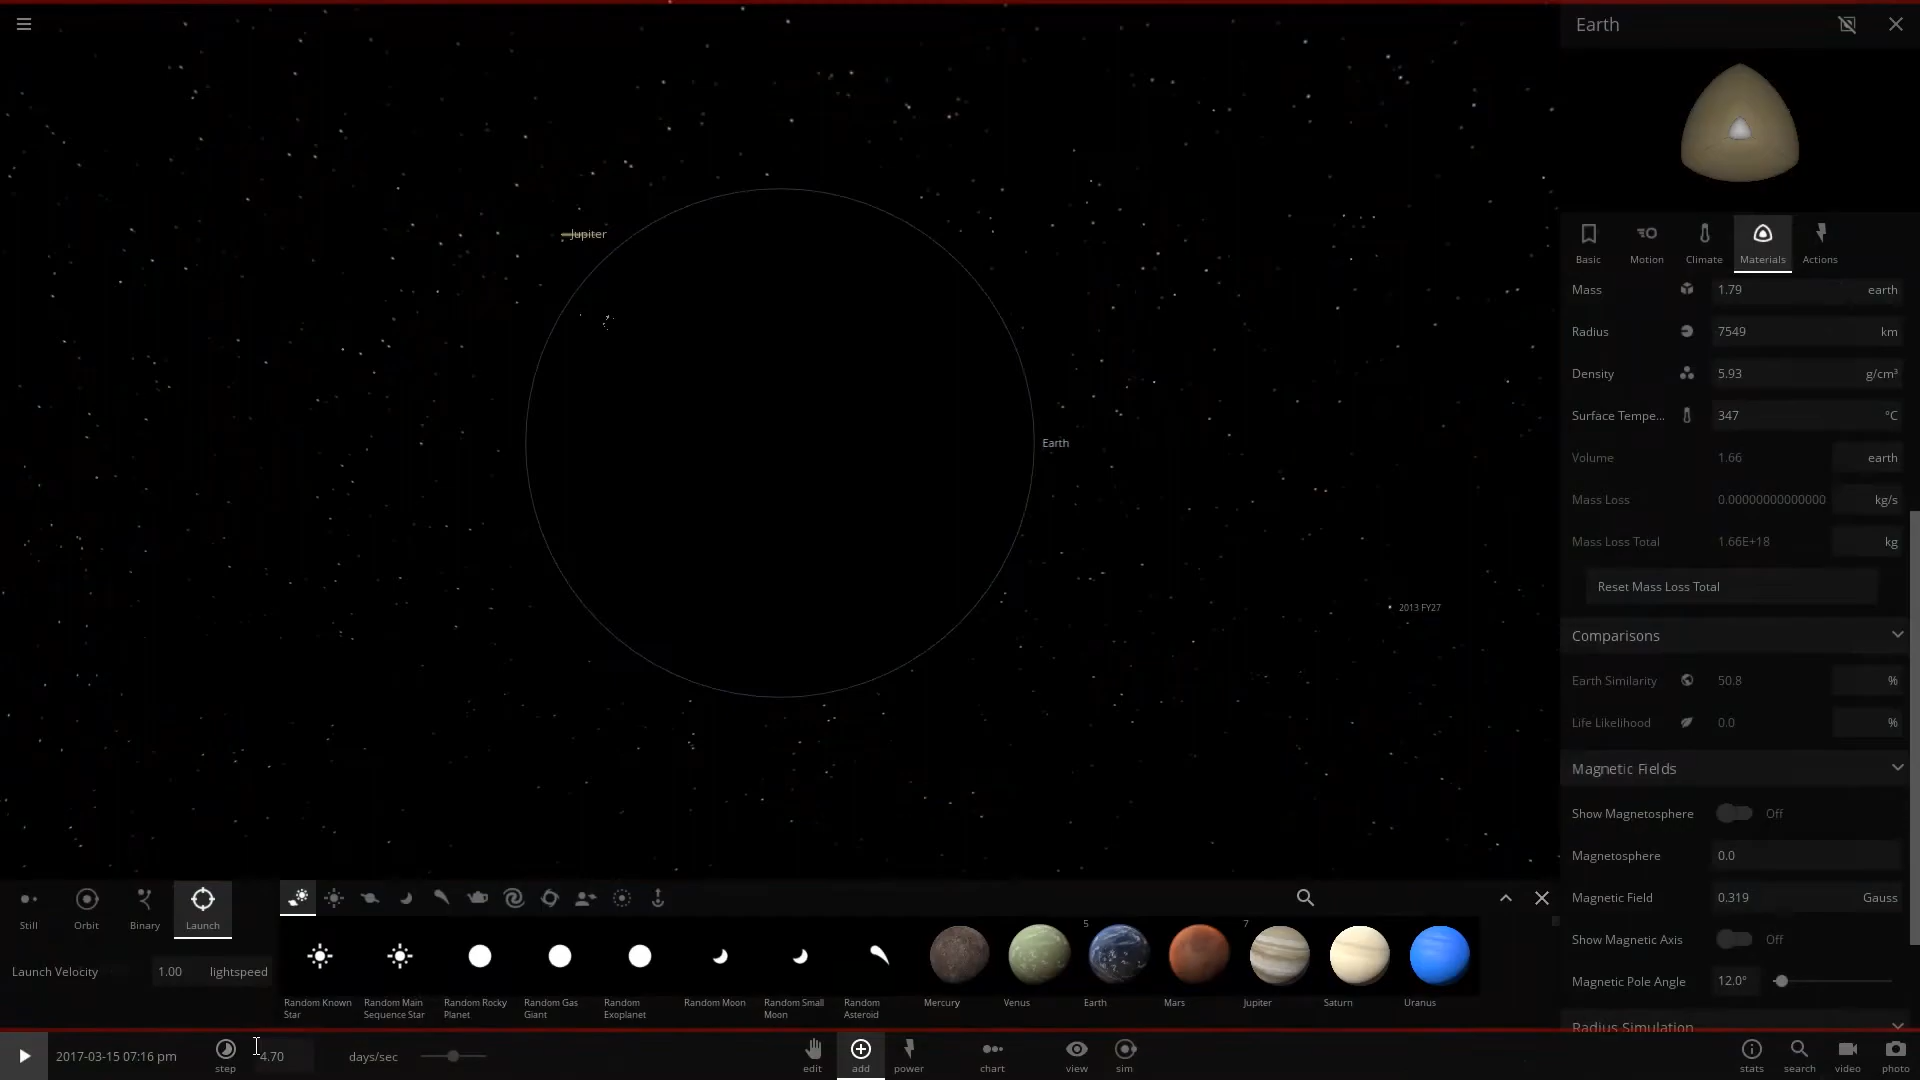 Earth
Jupiter
Earth
2013 FY27
Basic
Motion
Climate
Materials
Actions
Mass 1.79 earth
Radius 7549 km
Density 5.93 g/cm³
Surface Tempe... 347 °C
Volume 1.66 earth
Mass Loss 0.00000000000000 kg/s
Mass Loss Total 1.66E+18 kg
Reset Mass Loss Total
Comparisons
Earth Similarity 50.8 %
Life Likelihood 0.0 %
Magnetic Fields
Show Magnetosphere Off
Magnetosphere 0.0
Magnetic Field 0.319 Gauss
Show Magnetic Axis Off
Magnetic Pole Angle 12.0°
Radius Simulation
Still
Orbit
Binary
Launch
Launch Velocity 1.00 lightspeed
5
7
Random Known
Star
Random Main
Sequence Star
Random Rocky
Planet
Random Gas
Giant
Random
Exoplanet
Random Moon
Random Small
Moon
Random
Asteroid
Mercury
Venus
Earth
Mars
Jupiter
Saturn
Uranus
2017-03-15 07:16 pm
step
4.70
days/sec
edit
add
power
chart
view
sim
stats
search
video
photo